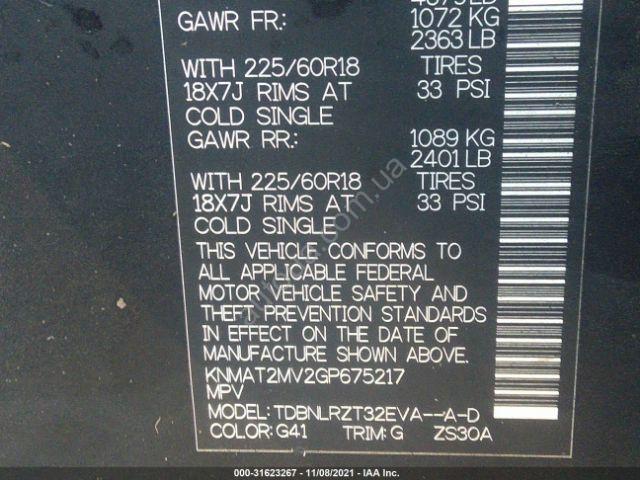 GAWR FR:
1072 KG
2363 LB
WITH 225/60R18 TIRES
18X7J RIMS AT 33 PSI
COLD SINGLE
GAWR RR:
1089 KG
2401 LB
WITH 225/60R18 TIRES
18X7J RIMS AT 33 PSI
COLD SINGLE
THIS VEHICLE CONFORMS TO
ALL APPLICABLE FEDERAL
MOTOR VEHICLE SAFETY AND
THEFT PREVENTION STANDARDS
IN EFFECT ON THE DATE OF
MANUFACTURE SHOWN ABOVE.
KNMAT2MV2GP675217
MPV
MODEL: TDBNLRZT32EVA--A-D
COLOR: G41 TRIM: G ZS30A
000-31623267 - 11/08/2021 - IAA Inc.